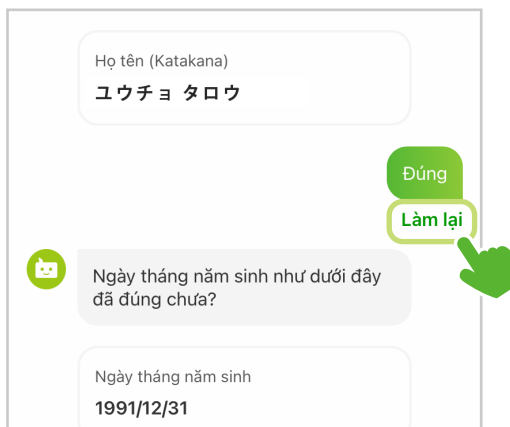 Họ tên (Katakana)
ユウチョ タロウ
Đúng
Làm lại
Ngày tháng năm sinh như dưới đây
đã đúng chưa?
Ngày tháng năm sinh
1991/12/31